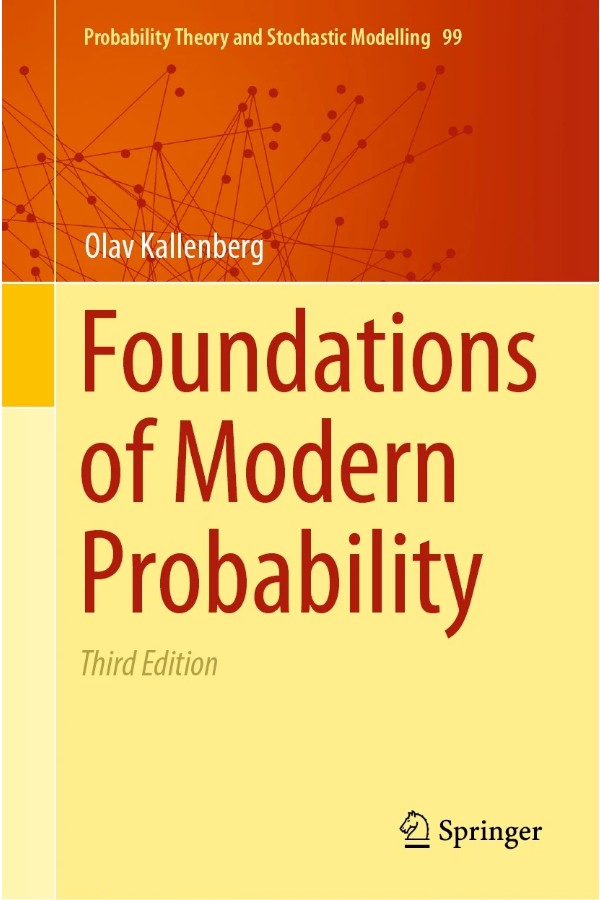 Probability Theory and Stochastic Modelling 99
Olav Kallenberg
Foundations
of Modern
Probability
Third Edition
Springer